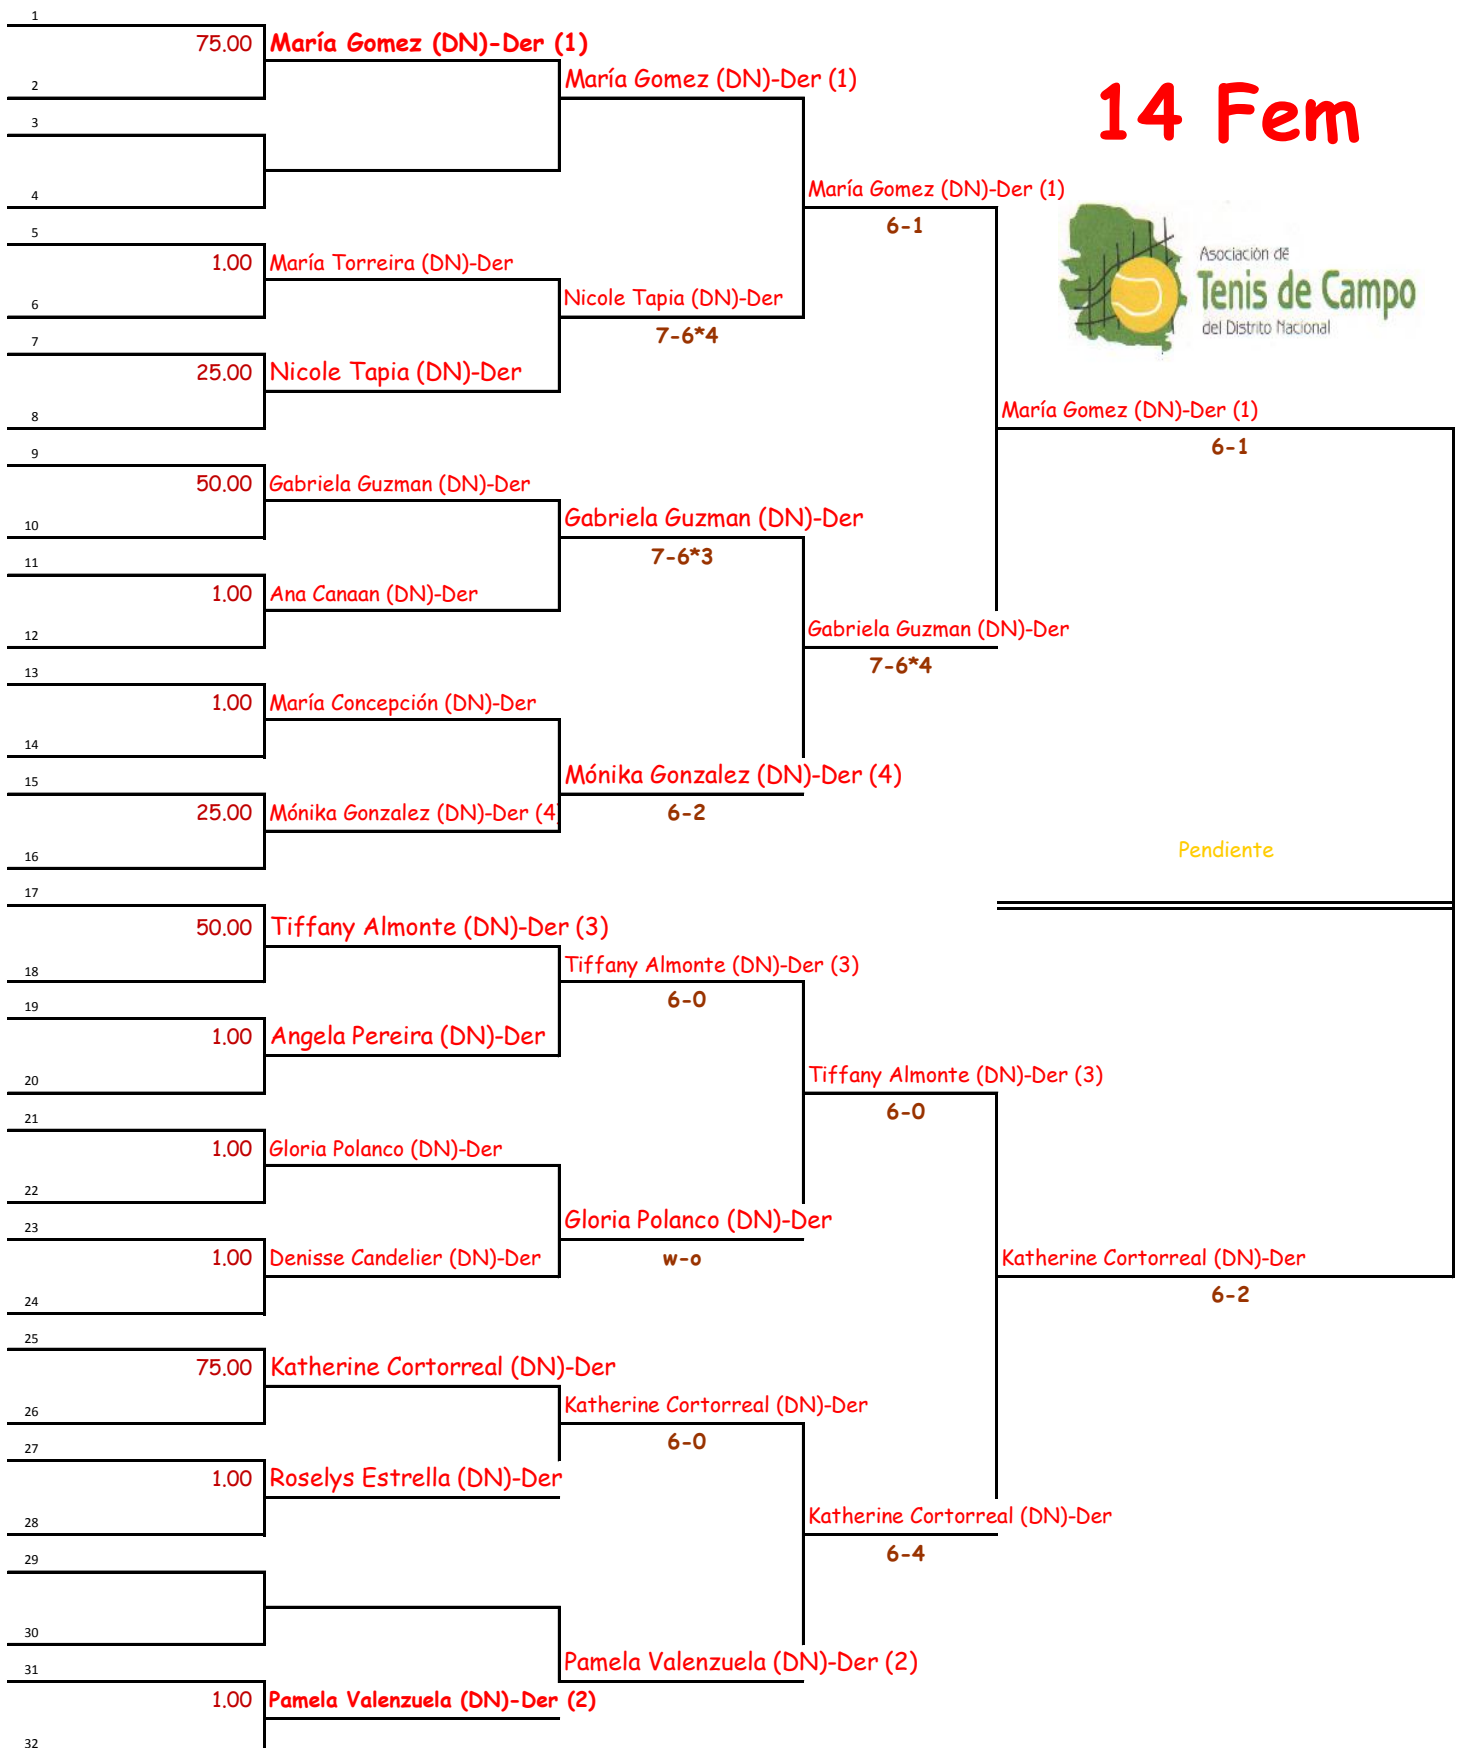 1
75.00 María Gomez (DN)-Der (1)
María Gomez (DN)-Der (1)
2
14 Fem
3
María Gomez (DN)-Der (1)
4
6-1
5
1.00 María Torreira (DN)-Der
Asociación de
Tenis de Campo
del Distrito Nacional
Nicole Tapia (DN)-Der
6
7-6*4
7
25.00 Nicole Tapia (DN)-Der
María Gomez (DN)-Der (1)
8
6-1
9
50.00 Gabriela Guzman (DN)-Der
Gabriela Guzman (DN)-Der
10
7-6*3
11
1.00 Ana Canaan (DN)-Der
Gabriela Guzman (DN)-Der
12
7-6*4
13
1.00 María Concepción (DN)-Der
14
Mónika Gonzalez (DN)-Der (4)
15
25.00 Mónika Gonzalez (DN)-Der (4
6-2
16
Pendiente
17
50.00 Tiffany Almonte (DN)-Der (3)
Tiffany Almonte (DN)-Der (3)
18
6-0
19
1.00 Angela Pereira (DN)-Der
Tiffany Almonte (DN)-Der (3)
20
6-0
21
1.00 Gloria Polanco (DN)-Der
22
Gloria Polanco (DN)-Der
23
w-o
1.00 Denisse Candelier (DN)-Der
Katherine Cortorreal (DN)-Der
24
6-2
25
75.00 Katherine Cortorreal (DN)-Der
Katherine Cortorreal (DN)-Der
26
6-0
27
1.00 Roselys Estrella (DN)-Der
Katherine Cortorreal (DN)-Der
28
6-4
29
30
Pamela Valenzuela (DN)-Der (2)
31
1.00 Pamela Valenzuela (DN)-Der (2)
32